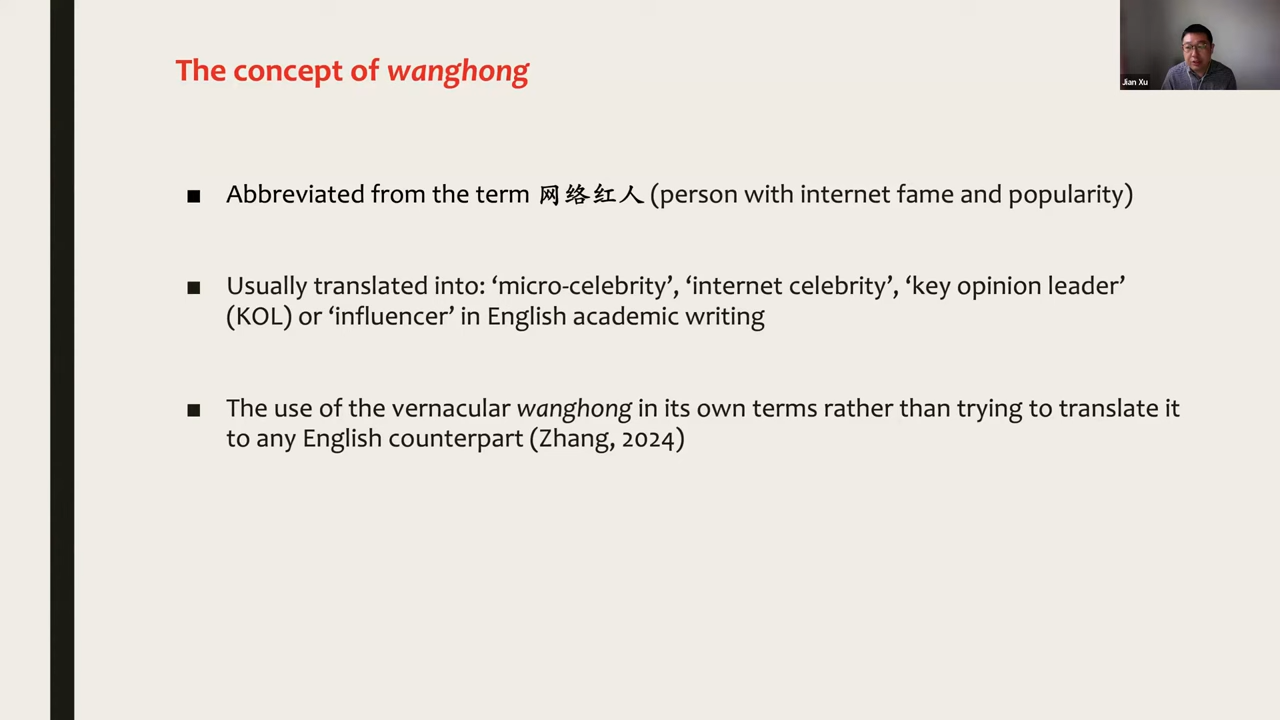 The concept of wanghong
Jian Xu
■ Abbreviated from the term 网络红人 (person with internet fame and popularity)
■ Usually translated into: ‘micro-celebrity’, ‘internet celebrity’, ‘key opinion leader’
(KOL) or ‘influencer’ in English academic writing
■ The use of the vernacular wanghong in its own terms rather than trying to translate it
to any English counterpart (Zhang, 2024)